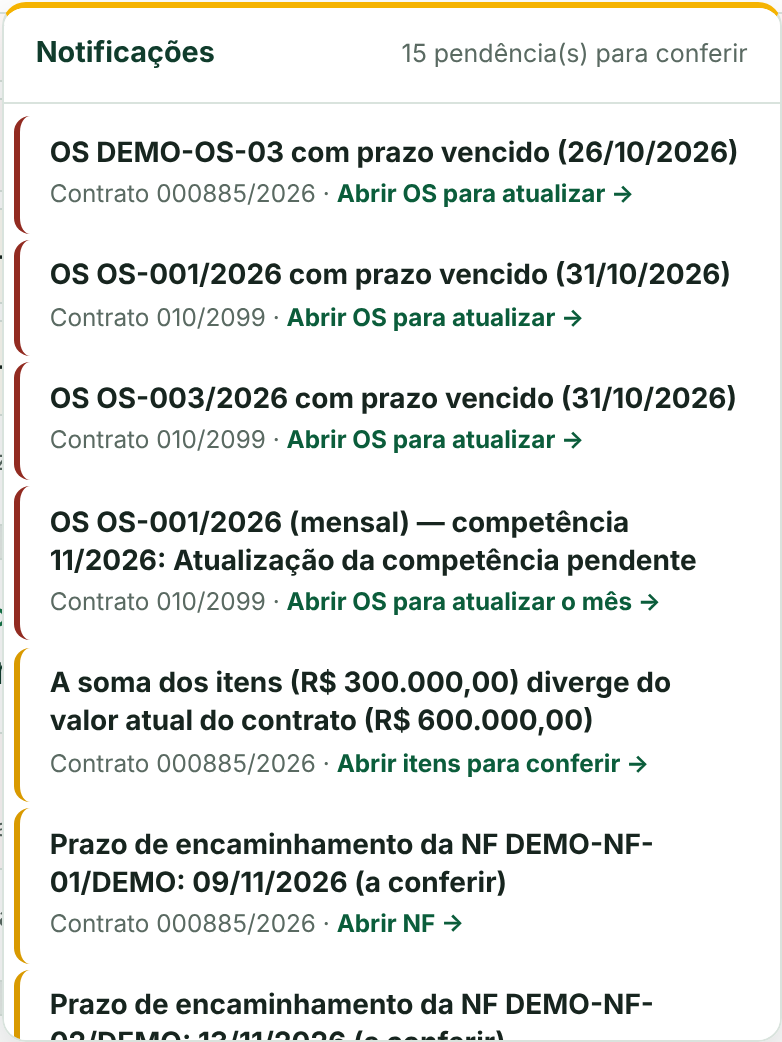 Notificações
15 pendência(s) para conferir
OS DEMO-OS-03 com prazo vencido (26/10/2026)
Contrato 000885/2026 · Abrir OS para atualizar →
OS OS-001/2026 com prazo vencido (31/10/2026)
Contrato 010/2099 · Abrir OS para atualizar →
OS OS-003/2026 com prazo vencido (31/10/2026)
Contrato 010/2099 · Abrir OS para atualizar →
OS OS-001/2026 (mensal) — competência
11/2026: Atualização da competência pendente
Contrato 010/2099 · Abrir OS para atualizar o mês →
A soma dos itens (R$ 300.000,00) diverge do
valor atual do contrato (R$ 600.000,00)
Contrato 000885/2026 · Abrir itens para conferir →
Prazo de encaminhamento da NF DEMO-NF-
01/DEMO: 09/11/2026 (a conferir)
Contrato 000885/2026 · Abrir NF →
Prazo de encaminhamento da NF DEMO-NF-
02/DEMO: 13/11/2026 (a conferir)